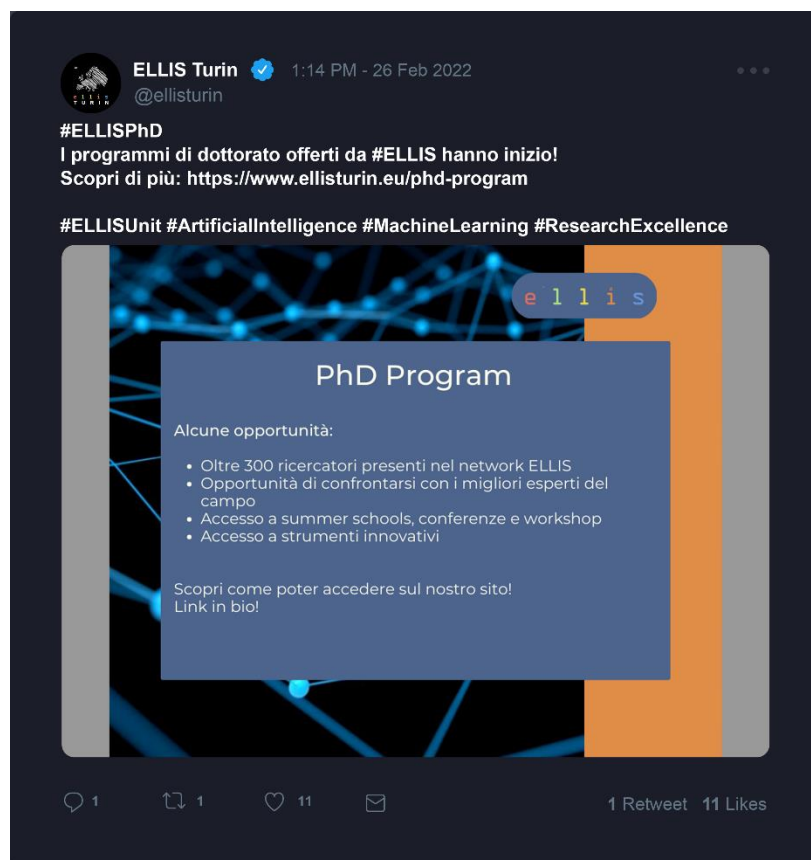 ELLIS Turin 1:14 PM - 26 Feb 2022
@ellisturin
ellis
TURIN
#ELLISPhD
I programmi di dottorato offerti da #ELLIS hanno inizio!
Scopri di più: https://www.ellisturin.eu/phd-program
#ELLISUnit #ArtificialIntelligence #MachineLearning #ResearchExcellence
ellis
PhD Program
Alcune opportunità:
• Oltre 300 ricercatori presenti nel network ELLIS
• Opportunità di confrontarsi con i migliori esperti del
campo
• Accesso a summer schools, conferenze e workshop
• Accesso a strumenti innovativi
Scopri come poter accedere sul nostro sito!
Link in bio!
1 1 11 1 Retweet 11 Likes